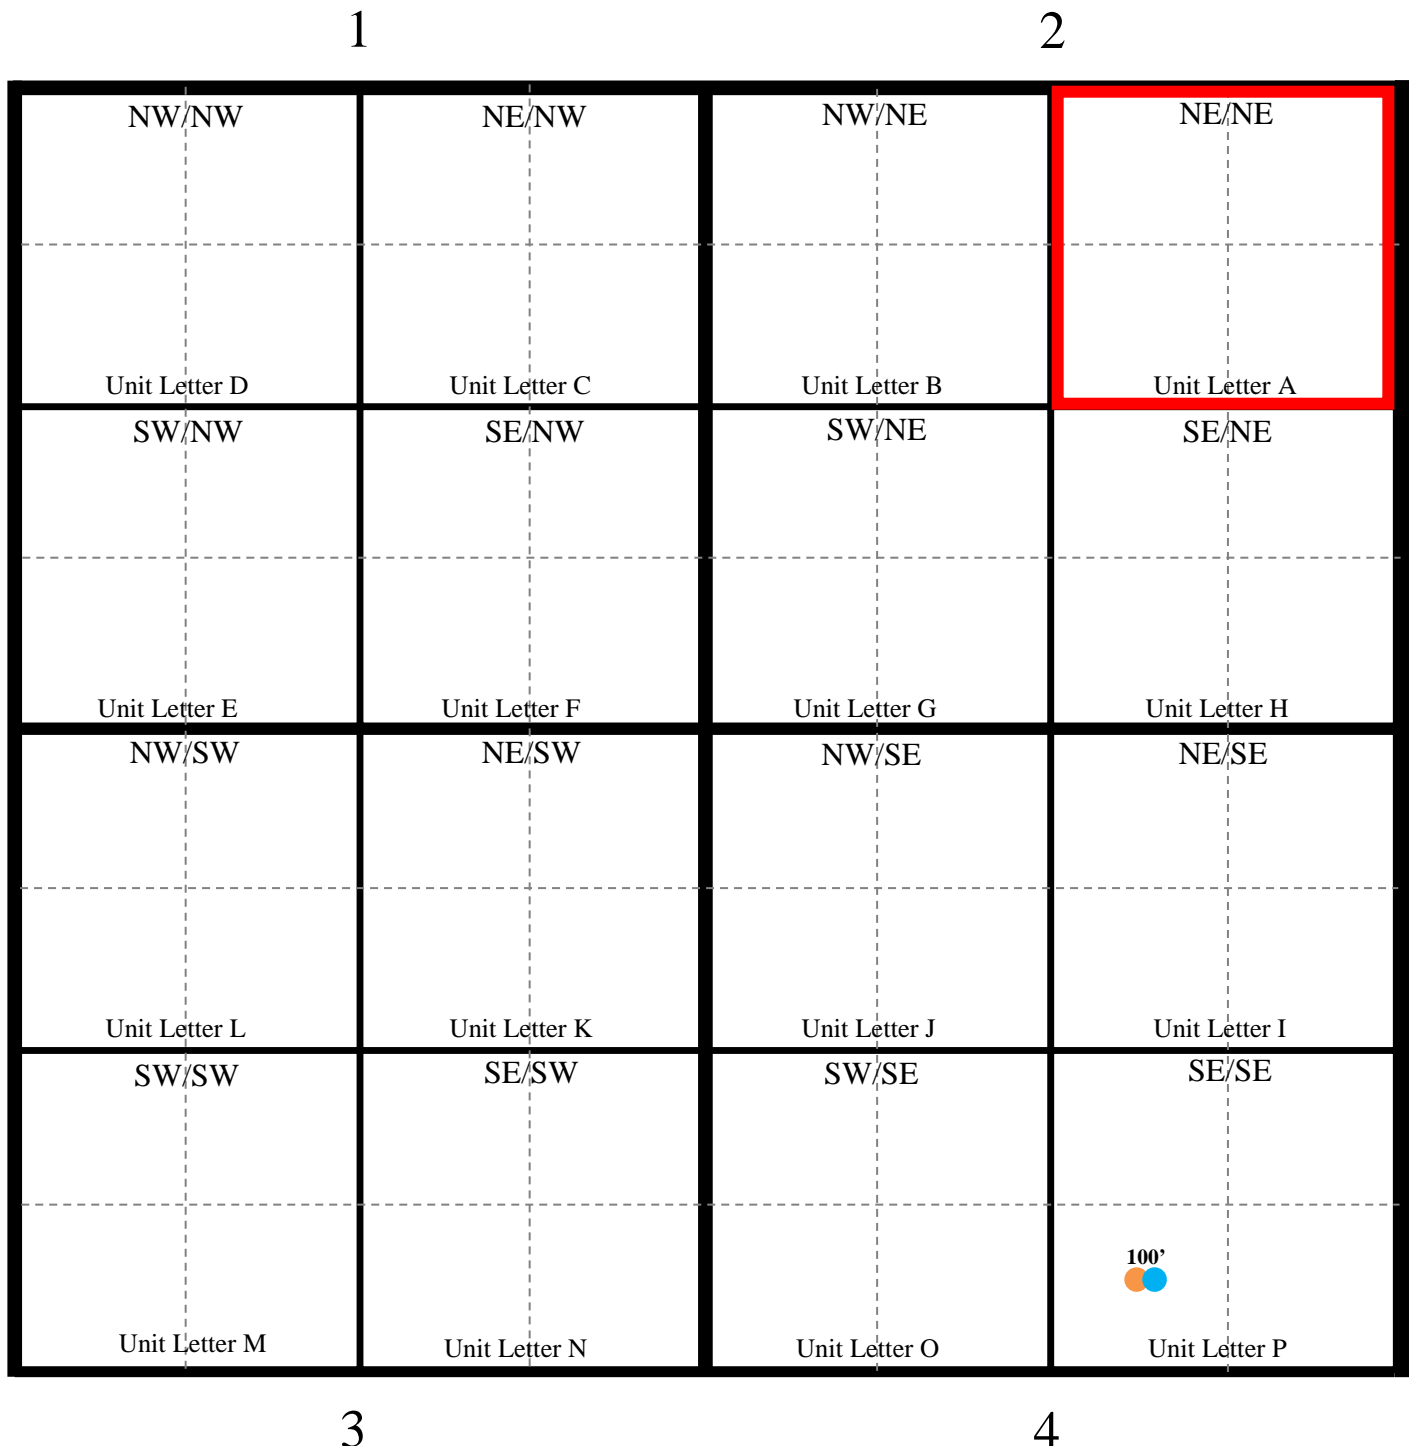 1 2
NW/NW NE/NW NW/NE NE/NE
Unit Letter D Unit Letter C Unit Letter B Unit Letter A
SW/NW SE/NW SW/NE SE/NE
Unit Letter E Unit Letter F Unit Letter G Unit Letter H
NW/SW NE/SW NW/SE NE/SE
Unit Letter L Unit Letter K Unit Letter J Unit Letter I
SW/SW SE/SW SW/SE SE/SE
100’
Unit Letter M Unit Letter N Unit Letter O Unit Letter P
3 4